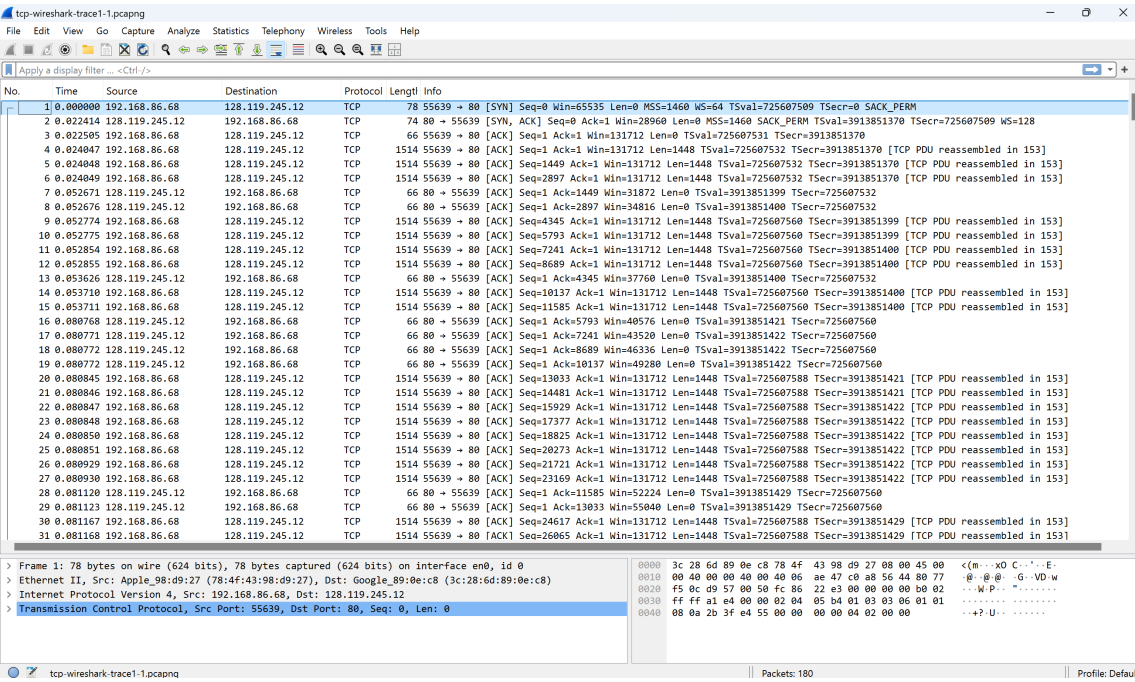 tcp-wireshark-trace1-1.pcapng
File Edit View Go Capture Analyze Statistics Telephony Wireless Tools Help
Apply a display filter ... <Ctrl-/>
No. Time Source Destination Protocol Lengtl Info
1 0.000000 192.168.86.68 128.119.245.12 TCP 78 55639 → 80 [SYN] Seq=0 Win=65535 Len=0 MSS=1460 WS=64 TSval=725607509 TSecr=0 SACK_PERM
2 0.022414 128.119.245.12 192.168.86.68 TCP 74 80 → 55639 [SYN, ACK] Seq=0 Ack=1 Win=28960 Len=0 MSS=1460 SACK_PERM TSval=3913851370 TSecr=725607509 WS=128
3 0.022505 192.168.86.68 128.119.245.12 TCP 66 55639 → 80 [ACK] Seq=1 Ack=1 Win=131712 Len=0 TSval=725607531 TSecr=3913851370
4 0.024047 192.168.86.68 128.119.245.12 TCP 1514 55639 → 80 [ACK] Seq=1 Ack=1 Win=131712 Len=1448 TSval=725607532 TSecr=3913851370 [TCP PDU reassembled in 153]
5 0.024048 192.168.86.68 128.119.245.12 TCP 1514 55639 → 80 [ACK] Seq=1449 Ack=1 Win=131712 Len=1448 TSval=725607532 TSecr=3913851370 [TCP PDU reassembled in 153]
6 0.024049 192.168.86.68 128.119.245.12 TCP 1514 55639 → 80 [ACK] Seq=2897 Ack=1 Win=131712 Len=1448 TSval=725607532 TSecr=3913851370 [TCP PDU reassembled in 153]
7 0.052671 128.119.245.12 192.168.86.68 TCP 66 80 → 55639 [ACK] Seq=1 Ack=1449 Win=31872 Len=0 TSval=3913851399 TSecr=725607532
8 0.052676 128.119.245.12 192.168.86.68 TCP 66 80 → 55639 [ACK] Seq=1 Ack=2897 Win=34816 Len=0 TSval=3913851400 TSecr=725607532
9 0.052774 192.168.86.68 128.119.245.12 TCP 1514 55639 → 80 [ACK] Seq=4345 Ack=1 Win=131712 Len=1448 TSval=725607560 TSecr=3913851399 [TCP PDU reassembled in 153]
10 0.052775 192.168.86.68 128.119.245.12 TCP 1514 55639 → 80 [ACK] Seq=5793 Ack=1 Win=131712 Len=1448 TSval=725607560 TSecr=3913851399 [TCP PDU reassembled in 153]
11 0.052854 192.168.86.68 128.119.245.12 TCP 1514 55639 → 80 [ACK] Seq=7241 Ack=1 Win=131712 Len=1448 TSval=725607560 TSecr=3913851400 [TCP PDU reassembled in 153]
12 0.052855 192.168.86.68 128.119.245.12 TCP 1514 55639 → 80 [ACK] Seq=8689 Ack=1 Win=131712 Len=1448 TSval=725607560 TSecr=3913851400 [TCP PDU reassembled in 153]
13 0.053626 128.119.245.12 192.168.86.68 TCP 66 80 → 55639 [ACK] Seq=1 Ack=4345 Win=37760 Len=0 TSval=3913851400 TSecr=725607532
14 0.053710 192.168.86.68 128.119.245.12 TCP 1514 55639 → 80 [ACK] Seq=10137 Ack=1 Win=131712 Len=1448 TSval=725607560 TSecr=3913851400 [TCP PDU reassembled in 153]
15 0.053711 192.168.86.68 128.119.245.12 TCP 1514 55639 → 80 [ACK] Seq=11585 Ack=1 Win=131712 Len=1448 TSval=725607560 TSecr=3913851400 [TCP PDU reassembled in 153]
16 0.080768 128.119.245.12 192.168.86.68 TCP 66 80 → 55639 [ACK] Seq=1 Ack=5793 Win=40576 Len=0 TSval=3913851421 TSecr=725607560
17 0.080771 128.119.245.12 192.168.86.68 TCP 66 80 → 55639 [ACK] Seq=1 Ack=7241 Win=43520 Len=0 TSval=3913851422 TSecr=725607560
18 0.080772 128.119.245.12 192.168.86.68 TCP 66 80 → 55639 [ACK] Seq=1 Ack=8689 Win=46336 Len=0 TSval=3913851422 TSecr=725607560
19 0.080772 128.119.245.12 192.168.86.68 TCP 66 80 → 55639 [ACK] Seq=1 Ack=10137 Win=49280 Len=0 TSval=3913851422 TSecr=725607560
20 0.080845 192.168.86.68 128.119.245.12 TCP 1514 55639 → 80 [ACK] Seq=13033 Ack=1 Win=131712 Len=1448 TSval=725607588 TSecr=3913851421 [TCP PDU reassembled in 153]
21 0.080846 192.168.86.68 128.119.245.12 TCP 1514 55639 → 80 [ACK] Seq=14481 Ack=1 Win=131712 Len=1448 TSval=725607588 TSecr=3913851421 [TCP PDU reassembled in 153]
22 0.080847 192.168.86.68 128.119.245.12 TCP 1514 55639 → 80 [ACK] Seq=15929 Ack=1 Win=131712 Len=1448 TSval=725607588 TSecr=3913851422 [TCP PDU reassembled in 153]
23 0.080848 192.168.86.68 128.119.245.12 TCP 1514 55639 → 80 [ACK] Seq=17377 Ack=1 Win=131712 Len=1448 TSval=725607588 TSecr=3913851422 [TCP PDU reassembled in 153]
24 0.080850 192.168.86.68 128.119.245.12 TCP 1514 55639 → 80 [ACK] Seq=18825 Ack=1 Win=131712 Len=1448 TSval=725607588 TSecr=3913851422 [TCP PDU reassembled in 153]
25 0.080851 192.168.86.68 128.119.245.12 TCP 1514 55639 → 80 [ACK] Seq=20273 Ack=1 Win=131712 Len=1448 TSval=725607588 TSecr=3913851422 [TCP PDU reassembled in 153]
26 0.080929 192.168.86.68 128.119.245.12 TCP 1514 55639 → 80 [ACK] Seq=21721 Ack=1 Win=131712 Len=1448 TSval=725607588 TSecr=3913851422 [TCP PDU reassembled in 153]
27 0.080930 192.168.86.68 128.119.245.12 TCP 1514 55639 → 80 [ACK] Seq=23169 Ack=1 Win=131712 Len=1448 TSval=725607588 TSecr=3913851422 [TCP PDU reassembled in 153]
28 0.081120 128.119.245.12 192.168.86.68 TCP 66 80 → 55639 [ACK] Seq=1 Ack=11585 Win=52224 Len=0 TSval=3913851429 TSecr=725607560
29 0.081123 128.119.245.12 192.168.86.68 TCP 66 80 → 55639 [ACK] Seq=1 Ack=13033 Win=55040 Len=0 TSval=3913851429 TSecr=725607560
30 0.081167 192.168.86.68 128.119.245.12 TCP 1514 55639 → 80 [ACK] Seq=24617 Ack=1 Win=131712 Len=1448 TSval=725607588 TSecr=3913851429 [TCP PDU reassembled in 153]
31 0.081168 192.168.86.68 128.119.245.12 TCP 1514 55639 → 80 [ACK] Seq=26065 Ack=1 Win=131712 Len=1448 TSval=725607588 TSecr=3913851429 [TCP PDU reassembled in 153]
Frame 1: 78 bytes on wire (624 bits), 78 bytes captured (624 bits) on interface en0, id 0
Ethernet II, Src: Apple_98:d9:27 (78:4f:43:98:d9:27), Dst: Google_89:0e:c8 (3c:28:6d:89:0e:c8)
Internet Protocol Version 4, Src: 192.168.86.68, Dst: 128.119.245.12
Transmission Control Protocol, Src Port: 55639, Dst Port: 80, Seq: 0, Len: 0
0000 3c 28 6d 89 0e c8 78 4f 43 98 d9 27 08 00 45 00 <(m···xO C··'··E·
0010 00 40 00 00 40 00 40 06 ae 47 c0 a8 56 44 80 77 ·@··@·@· ·G··VD·w
0020 f5 0c d9 57 00 50 fc 86 22 e3 00 00 00 00 b0 02 ···W·P·· "·······
0030 ff ff a1 e4 00 00 02 04 05 b4 01 03 03 06 01 01 ········ ········
0040 08 0a 2b 3f e4 55 00 00 00 00 04 02 00 00 ··+?·U·· ······
tcp-wireshark-trace1-1.pcapng
Packets: 180
Profile: Defau